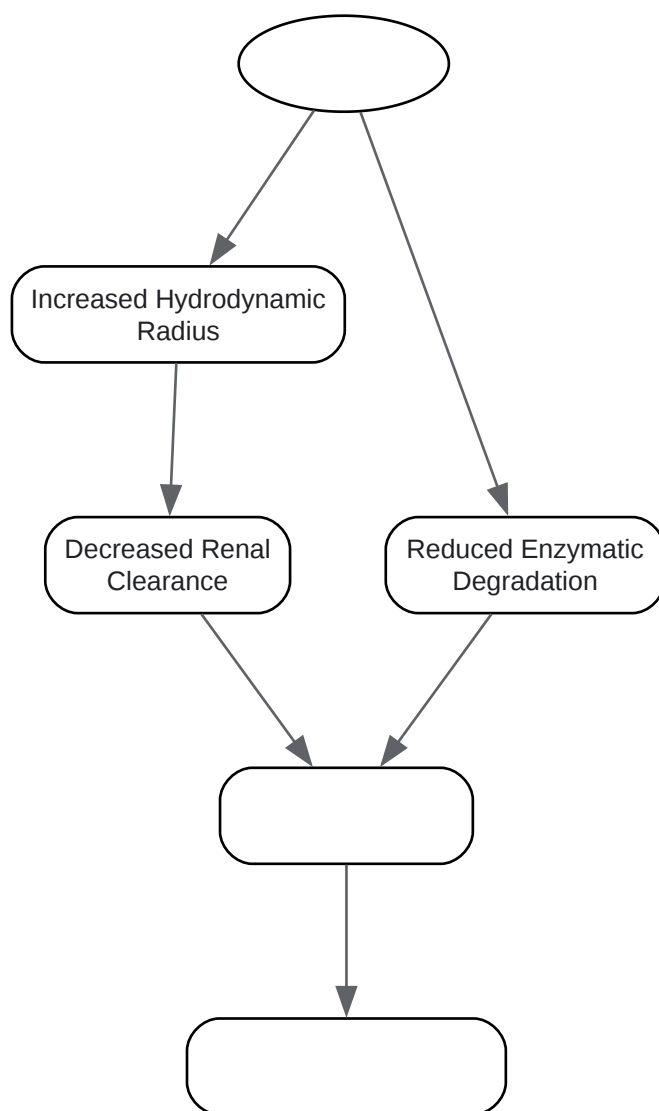 Increased Hydrodynamic
Radius
Decreased Renal
Clearance
Reduced Enzymatic
Degradation